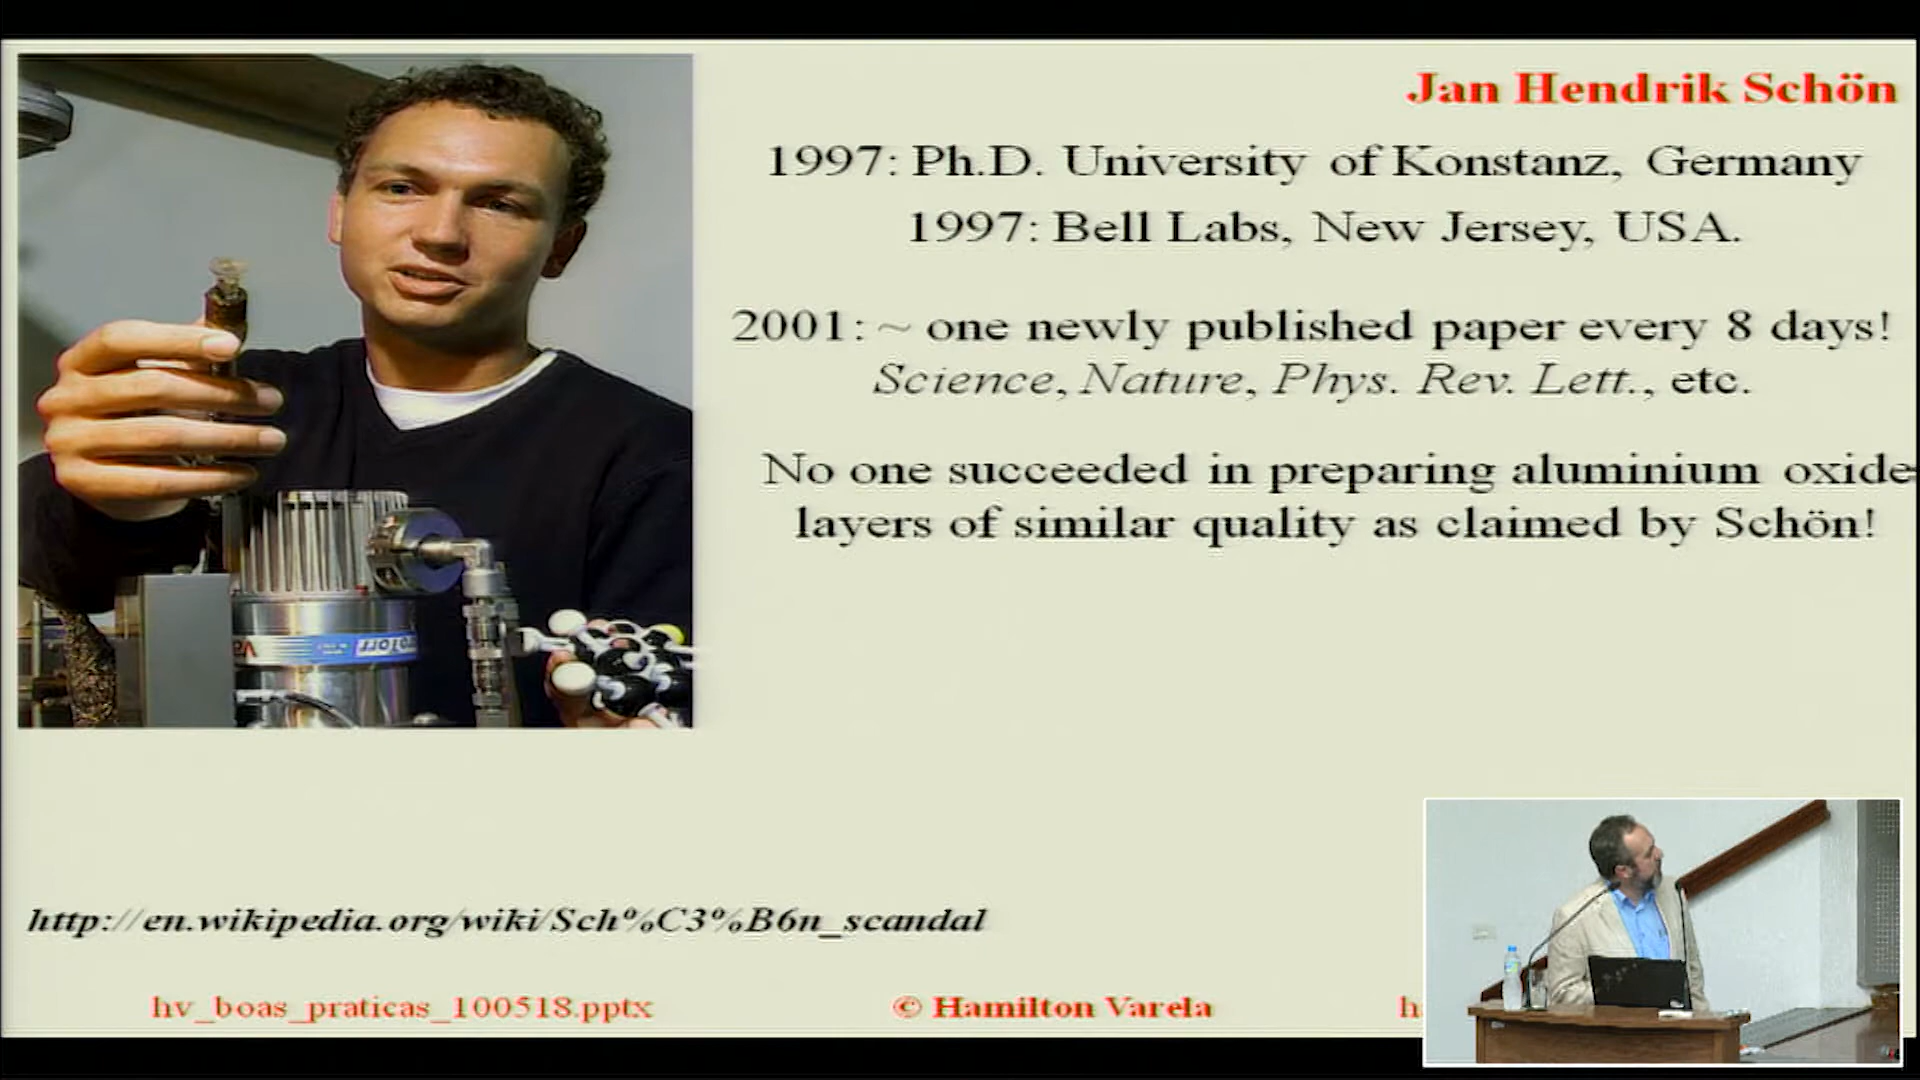 Jan Hendrik Schön
1997: Ph.D. University of Konstanz, Germany
1997: Bell Labs, New Jersey, USA.
2001: ~ one newly published paper every 8 days!
Science, Nature, Phys. Rev. Lett., etc.
No one succeeded in preparing aluminium oxide
layers of similar quality as claimed by Schön!
http://en.wikipedia.org/wiki/Sch%C3%B6n_scandal
hv_boas_praticas_100518.pptx
© Hamilton Varela